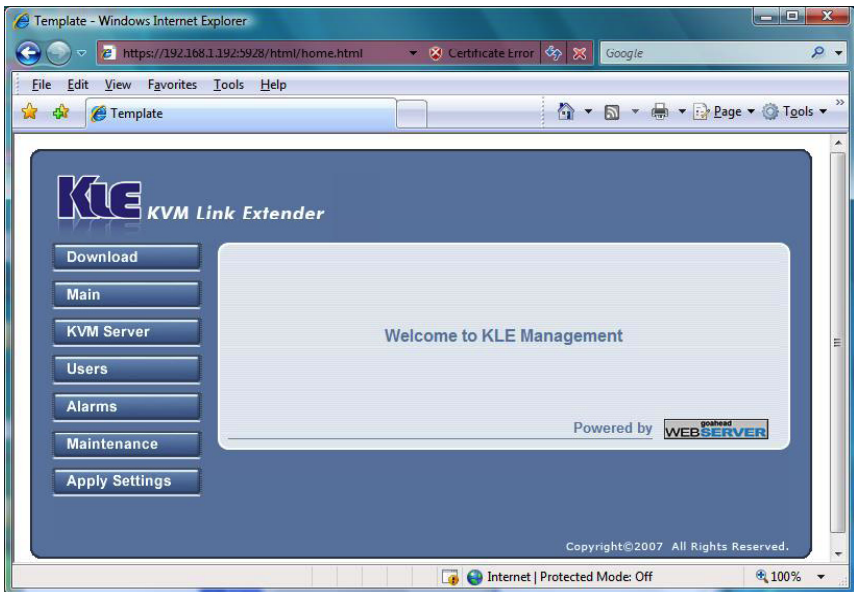 Template - Windows Internet Explorer
https://192.168.1.192:5928/html/home.html
Certificate Error
Google
File Edit View Favorites Tools Help
Template
Page Tools
KLE KVM Link Extender
Download
Main
KVM Server
Users
Alarms
Maintenance
Apply Settings
Welcome to KLE Management
Powered by
goahead
WEBSERVER
Copyright©2007 All Rights Reserved.
Internet | Protected Mode: Off
100%